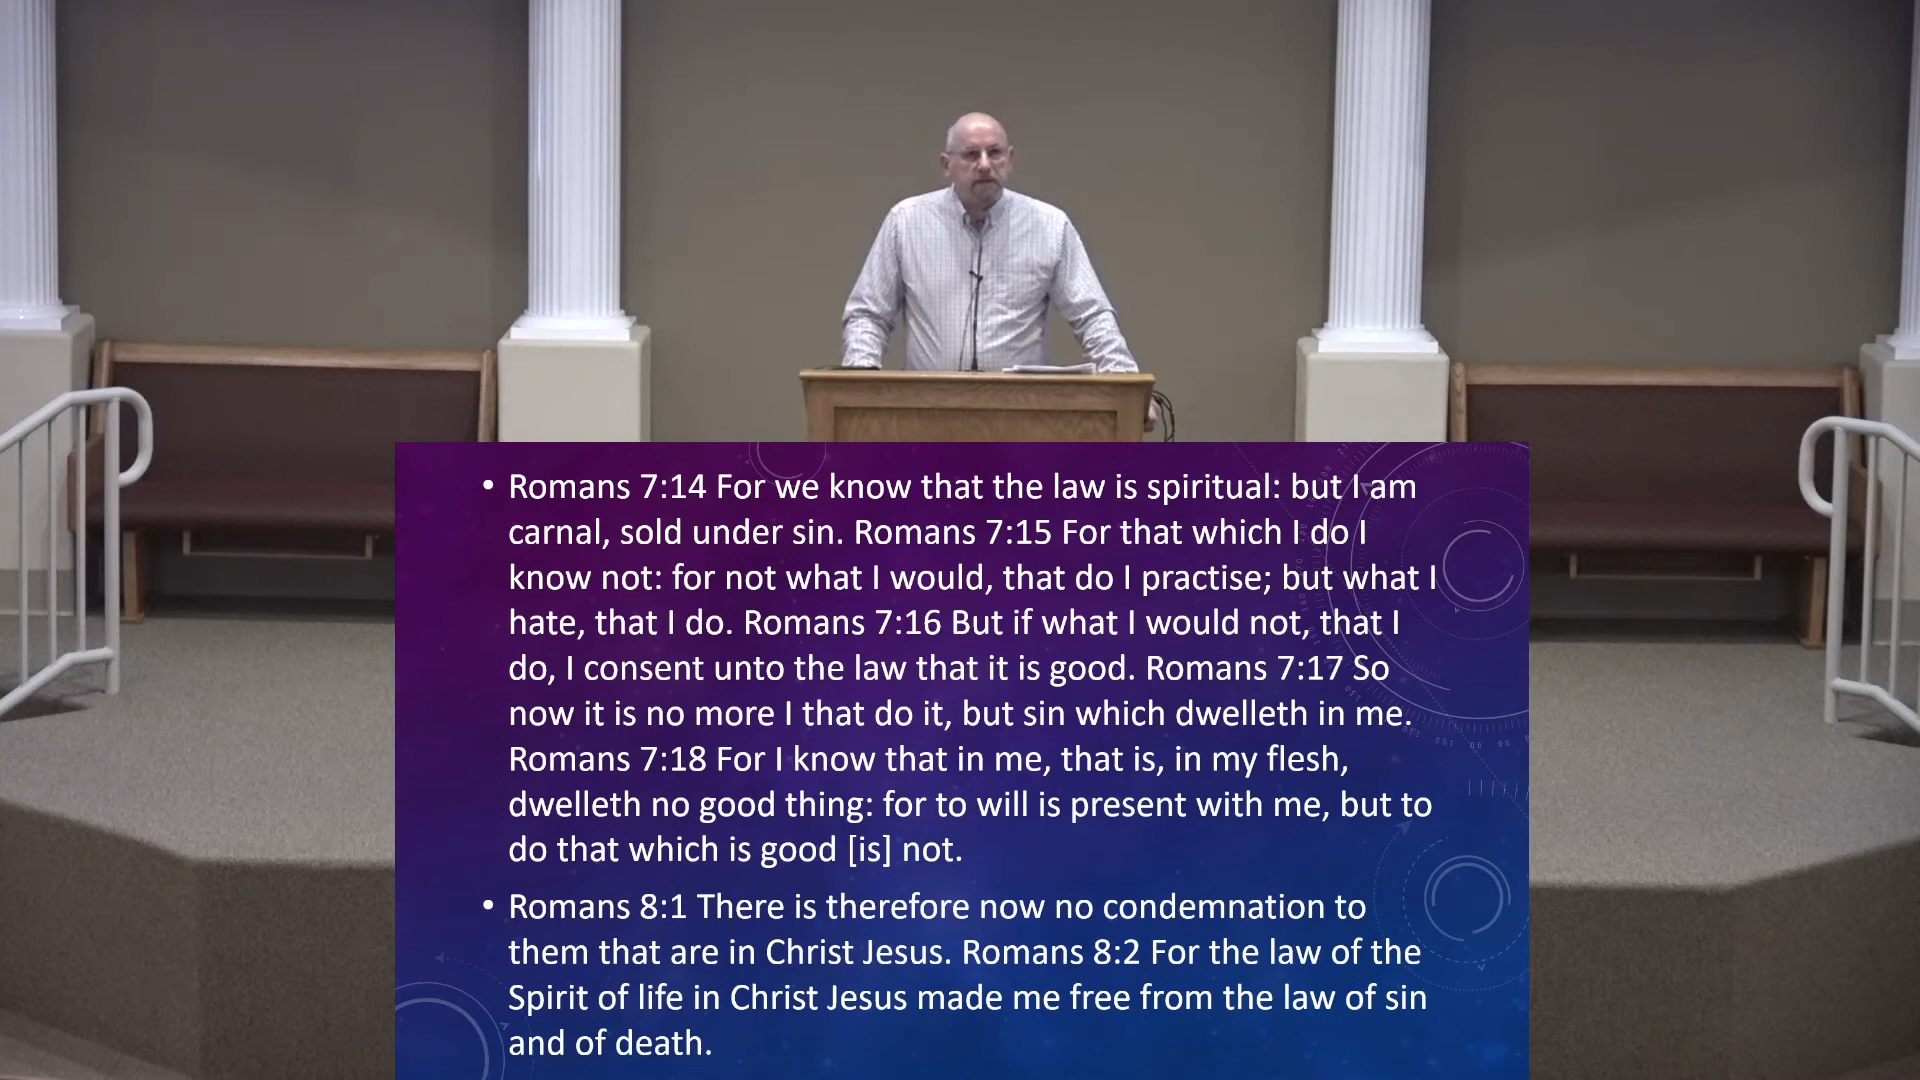 • Romans 7:14 For we know that the law is spiritual: but I am
carnal, sold under sin. Romans 7:15 For that which I do I
know not: for not what I would, that do I practise; but what I
hate, that I do. Romans 7:16 But if what I would not, that I
do, I consent unto the law that it is good. Romans 7:17 So
now it is no more I that do it, but sin which dwelleth in me.
Romans 7:18 For I know that in me, that is, in my flesh,
dwelleth no good thing: for to will is present with me, but to
do that which is good [is] not.
• Romans 8:1 There is therefore now no condemnation to
them that are in Christ Jesus. Romans 8:2 For the law of the
Spirit of life in Christ Jesus made me free from the law of sin
and of death.